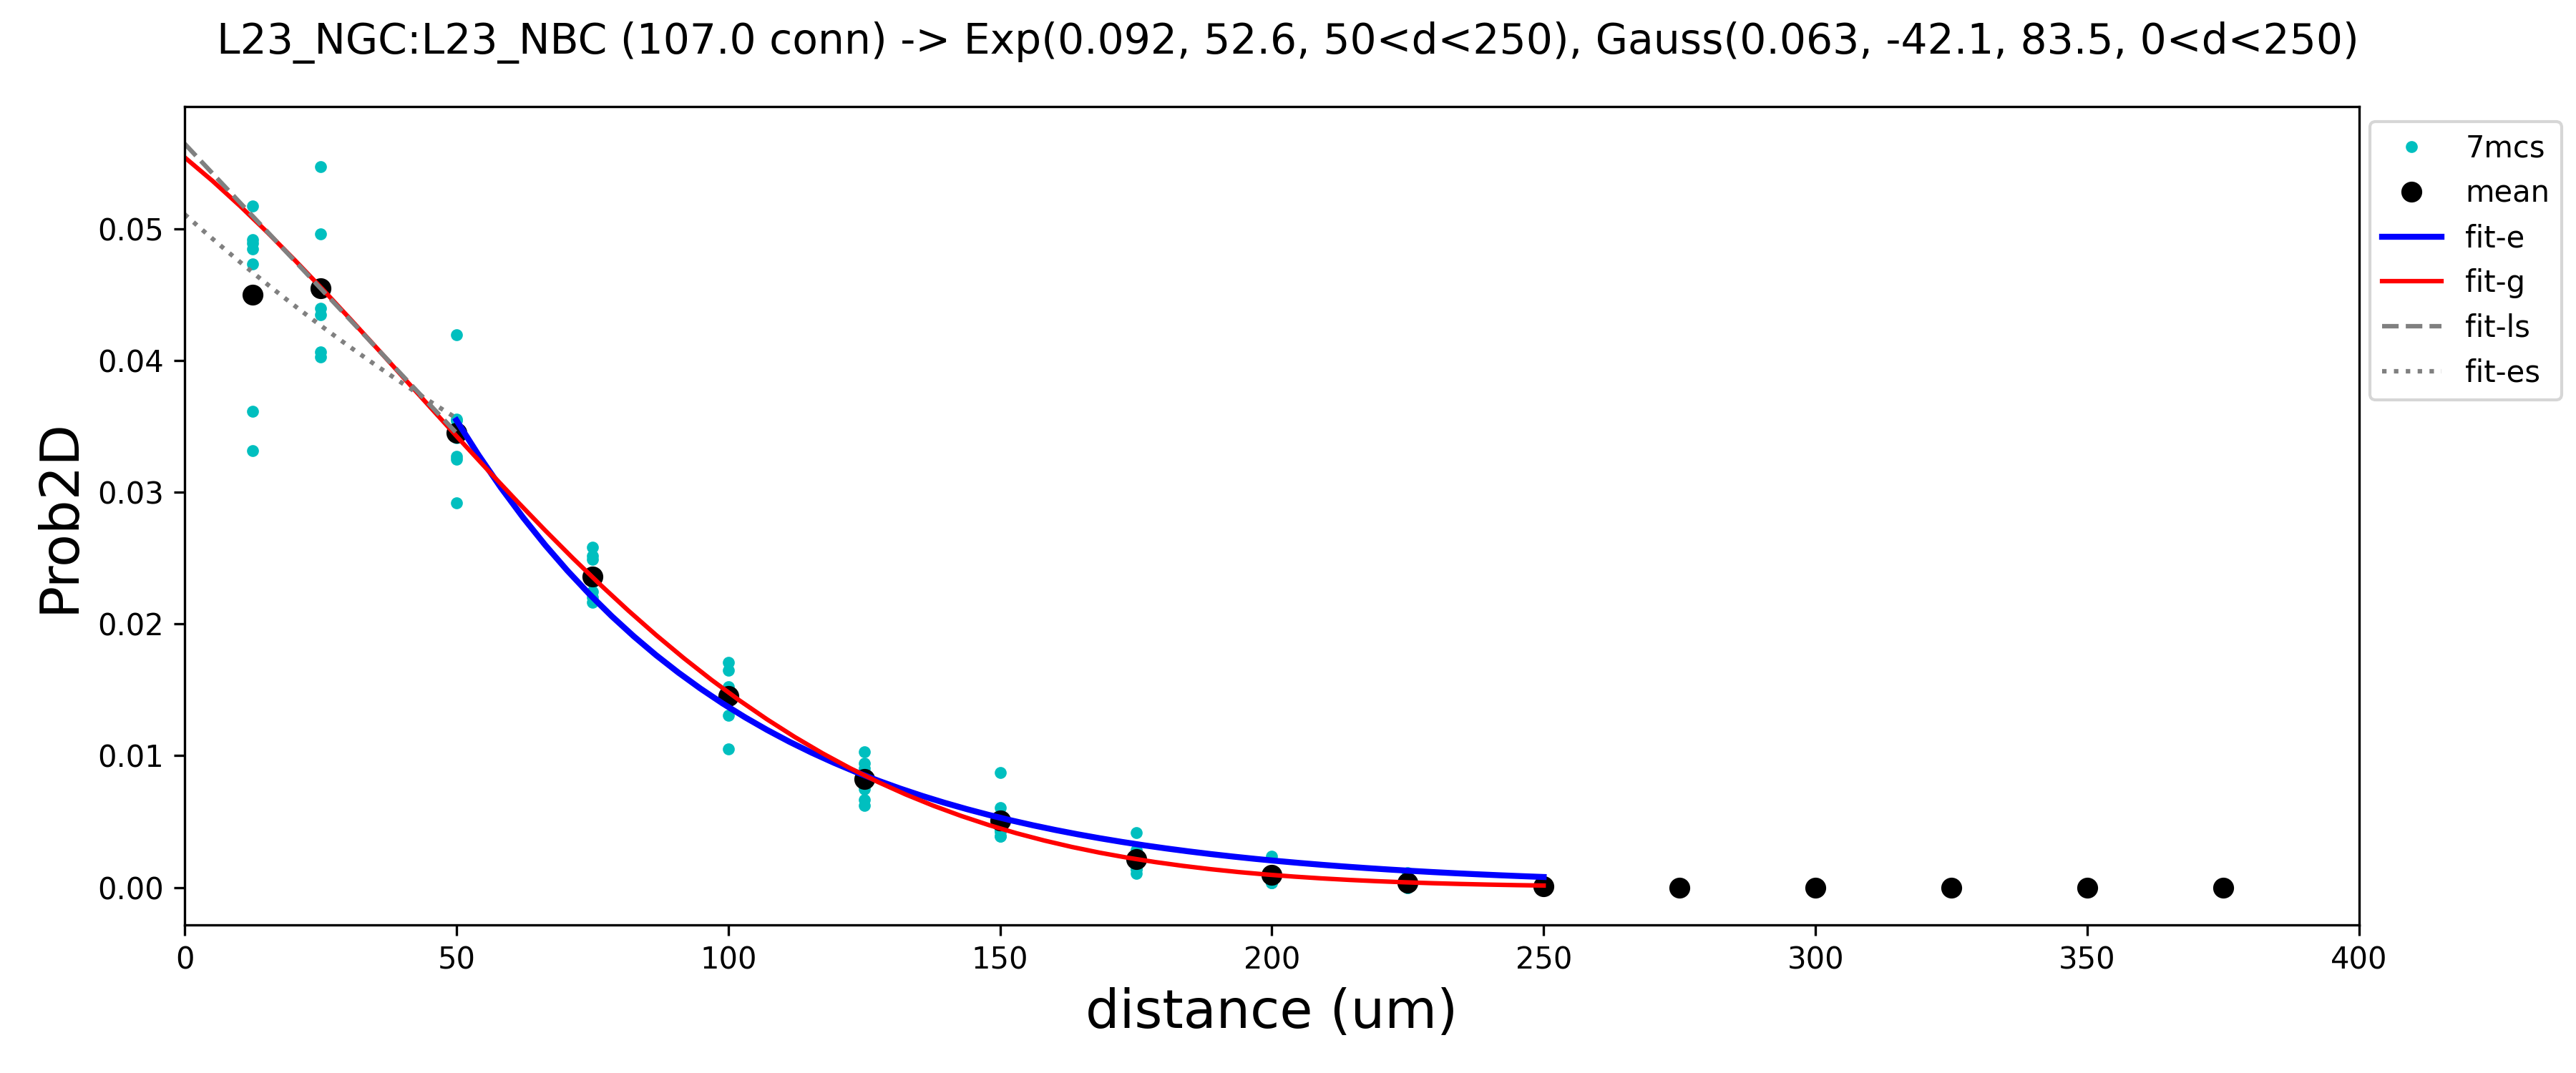 L23_NGC:L23_NBC (107.0 conn) -> Exp(0.092, 52.6, 50<d<250), Gauss(0.063, -42.1, 83.5, 0<d<250)
7mcs
mean
fit-e
fit-g
fit-ls
fit-es
Prob2D
0.05
0.04
0.03
0.02
0.01
0.00
0 50 100 150 200 250 300 350 400
distance (um)